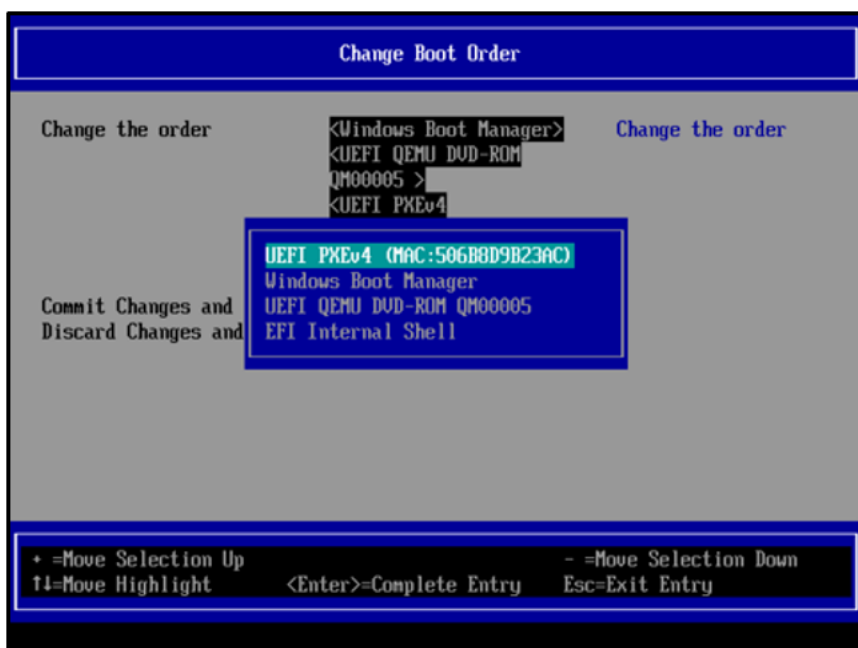 Change Boot Order
Change the order
<Windows Boot Manager>
<UEFI QEMU DVD-ROM
QM00005 >
<UEFI PXEv4
Change the order
UEFI PXEv4 (MAC:506B8D9B23AC)
Windows Boot Manager
UEFI QEMU DVD-ROM QM00005
EFI Internal Shell
Commit Changes and
Discard Changes and
+ =Move Selection Up
- =Move Selection Down
↑↓=Move Highlight
<Enter>=Complete Entry
Esc=Exit Entry